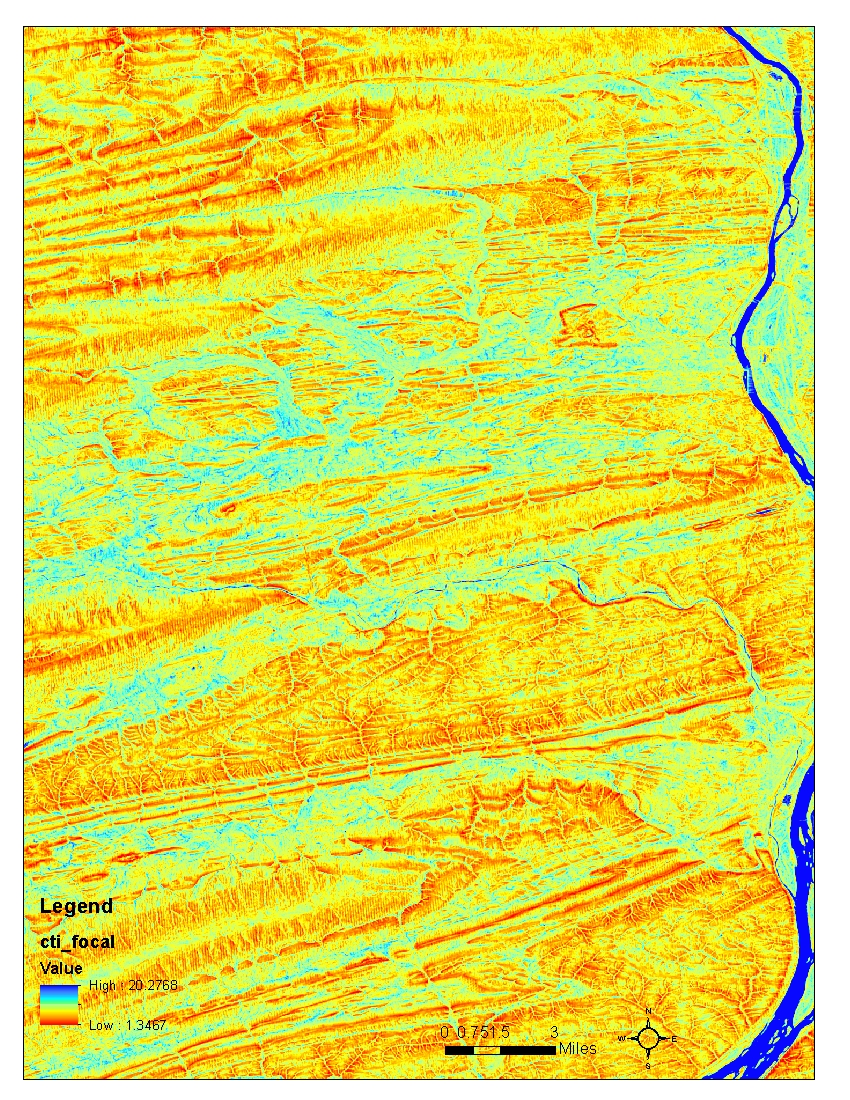 Legend
cti_focal
Value
High : 20.2768
Low : 1.3467
0 0.75 1.5 3
Miles
N
W E
S